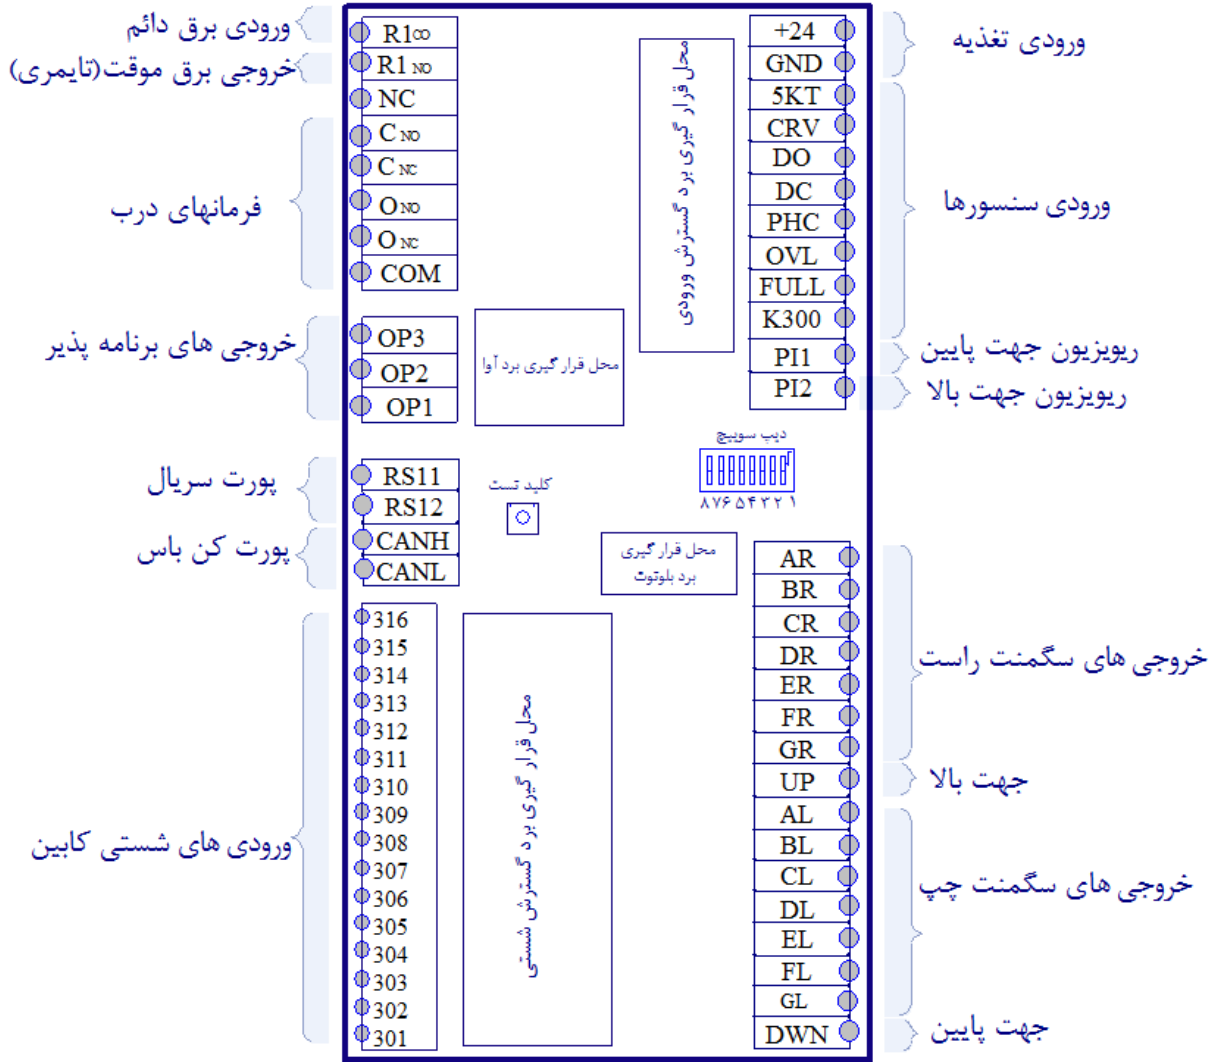 ورودی برق دائم
خروجی برق موقت(تایمری)
فرمانهای درب
خروجی های برنامه پذیر
پورت سریال
پورت کن باس
ورودی های شستی کابین
R1∞
R1 NO
NC
C NO
C NC
O NO
O NC
COM
OP3
OP2
OP1
RS11
RS12
CANH
CANL
316
315
314
313
312
311
310
309
308
307
306
305
304
303
302
301
محل قرار گیری برد گسترش ورودی
محل قرار گیری برد آوا
دیپ سوییچ
۸۷۶۵۴۳۲۱
کلید تست
محل قرار گیری
برد بلوتوث
محل قرار گیری برد گسترش شستی
+24
GND
5KT
CRV
DO
DC
PHC
OVL
FULL
K300
PI1
PI2
AR
BR
CR
DR
ER
FR
GR
UP
AL
BL
CL
DL
EL
FL
GL
DWN
ورودی تغذیه
ورودی سنسورها
ریویزیون جهت پایین
ریویزیون جهت بالا
خروجی های سگمنت راست
جهت بالا
خروجی های سگمنت چپ
جهت پایین